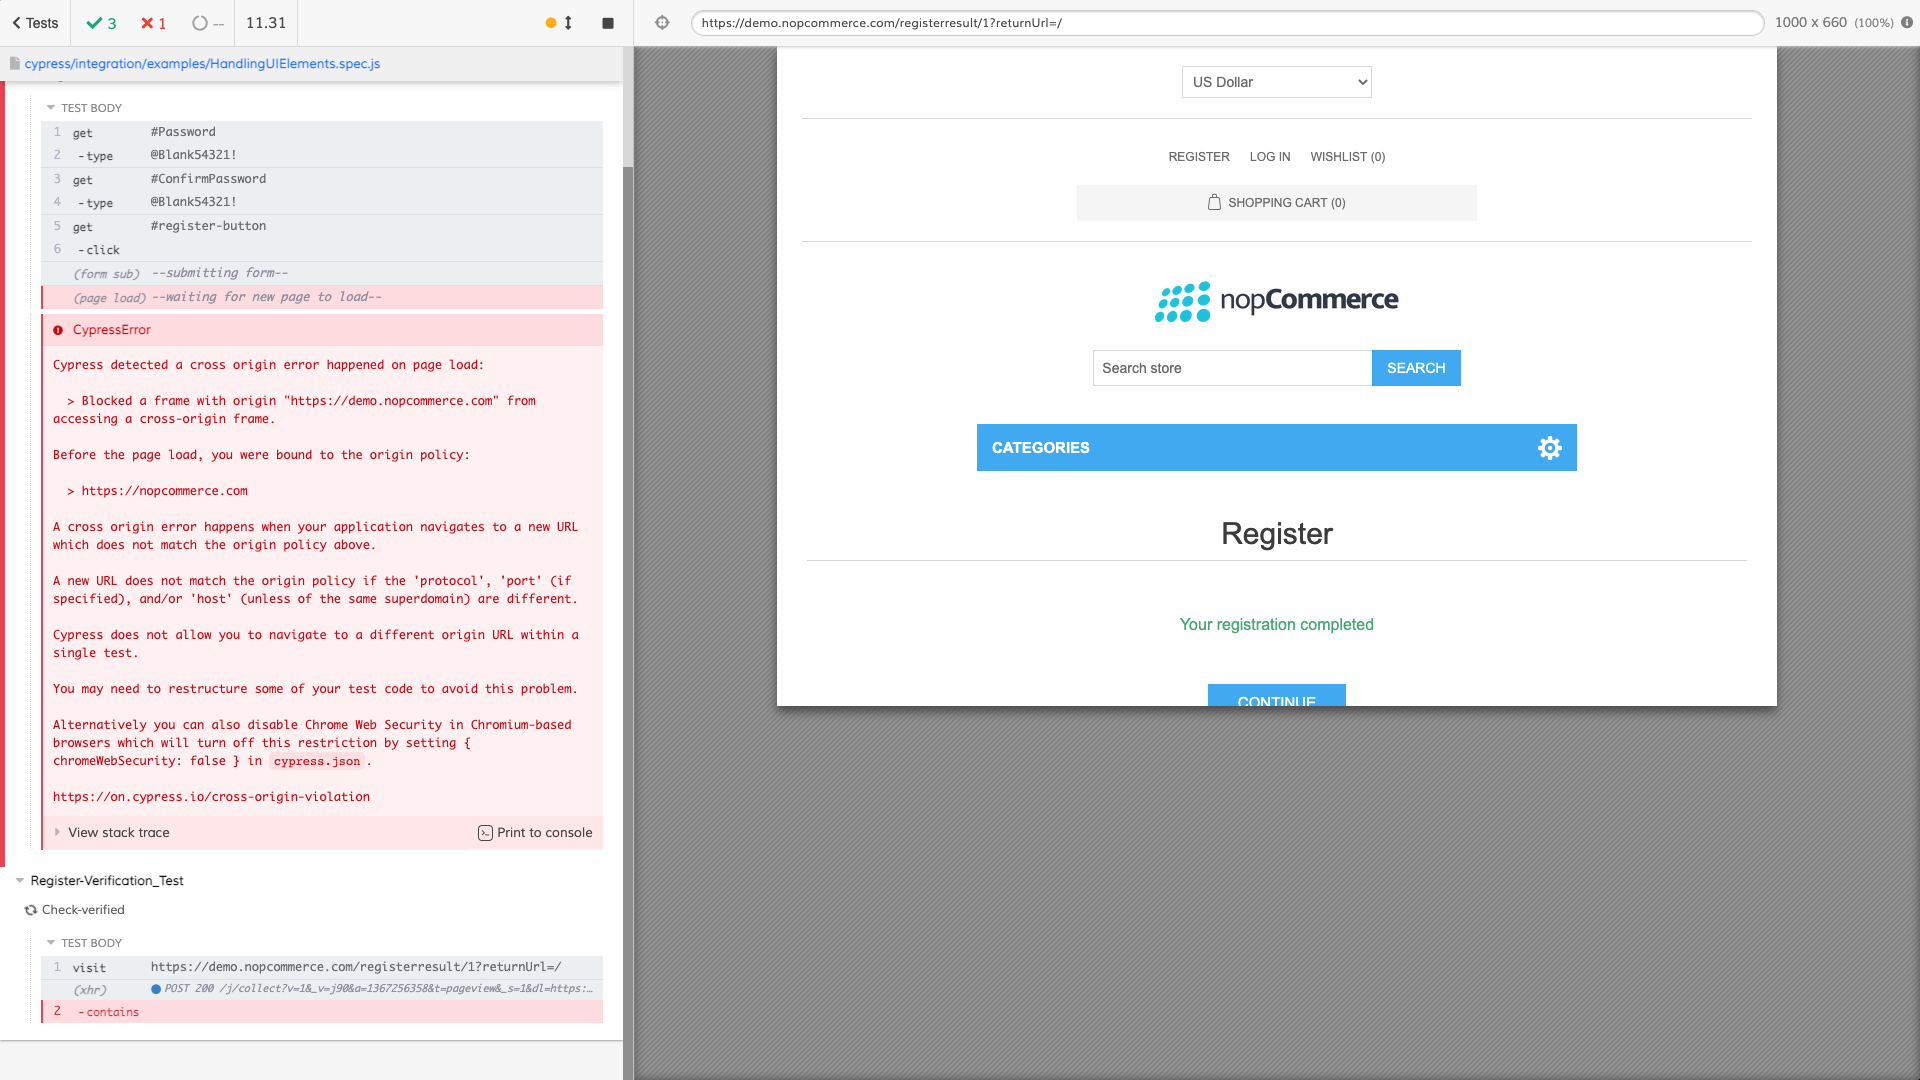 Tests
3
1
--
11.31
https://demo.nopcommerce.com/registerresult/1?returnUrl=/
1000 x 660 (100%)
cypress/integration/examples/HandlingUIElements.spec.js
TEST BODY
1 get #Password
2 -type @Blank54321!
3 get #ConfirmPassword
4 -type @Blank54321!
5 get #register-button
6 -click
(form sub) --submitting form--
(page load) --waiting for new page to load--
CypressError
Cypress detected a cross origin error happened on page load:
> Blocked a frame with origin "https://demo.nopcommerce.com" from
accessing a cross-origin frame.
Before the page load, you were bound to the origin policy:
> https://nopcommerce.com
A cross origin error happens when your application navigates to a new URL
which does not match the origin policy above.
A new URL does not match the origin policy if the 'protocol', 'port' (if
specified), and/or 'host' (unless of the same superdomain) are different.
Cypress does not allow you to navigate to a different origin URL within a
single test.
You may need to restructure some of your test code to avoid this problem.
Alternatively you can also disable Chrome Web Security in Chromium-based
browsers which will turn off this restriction by setting {
chromeWebSecurity: false } in cypress.json.
https://on.cypress.io/cross-origin-violation
View stack trace
Print to console
Register-Verification_Test
Check-verified
TEST BODY
1 visit https://demo.nopcommerce.com/registerresult/1?returnUrl=/
(xhr) POST 200 /j/collect?v=1&_v=j90&a=1367256358&t=pageview&_s=1&dl=https:…
2 -contains
US Dollar
REGISTER LOG IN WISHLIST (0)
SHOPPING CART (0)
nopCommerce
Search store
SEARCH
CATEGORIES
Register
Your registration completed
CONTINUE